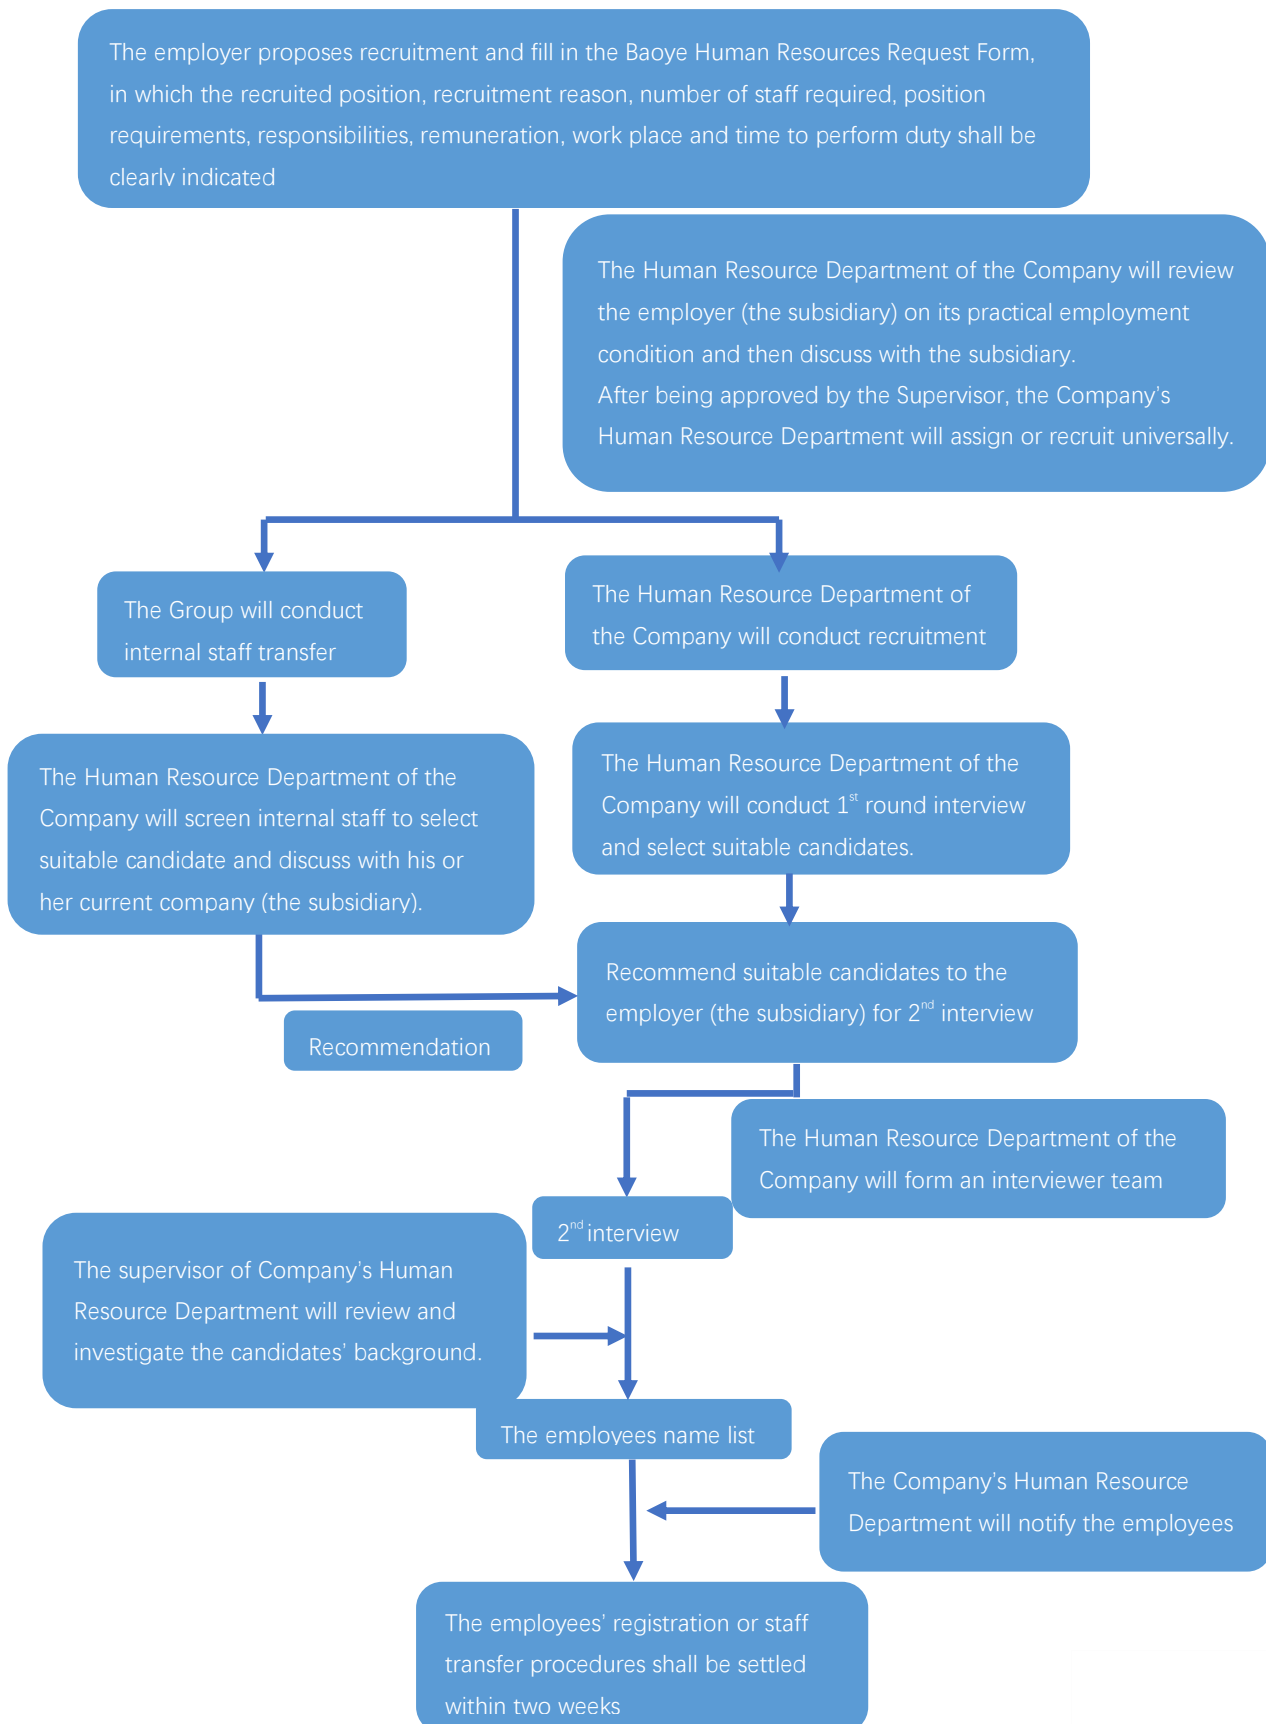 The employer proposes recruitment and fill in the Baoye Human Resources Request Form,
in which the recruited position, recruitment reason, number of staff required, position
requirements, responsibilities, remuneration, work place and time to perform duty shall be
clearly indicated
The Human Resource Department of the Company will review
the employer (the subsidiary) on its practical employment
condition and then discuss with the subsidiary.
After being approved by the Supervisor, the Company’s
Human Resource Department will assign or recruit universally.
The Group will conduct
internal staff transfer
The Human Resource Department of
the Company will conduct recruitment
The Human Resource Department of the
Company will screen internal staff to select
suitable candidate and discuss with his or
her current company (the subsidiary).
The Human Resource Department of the
Company will conduct 1st round interview
and select suitable candidates.
Recommend suitable candidates to the
employer (the subsidiary) for 2nd interview
Recommendation
The Human Resource Department of the
Company will form an interviewer team
2nd interview
The supervisor of Company’s Human
Resource Department will review and
investigate the candidates’ background.
The employees name list
The Company’s Human Resource
Department will notify the employees
The employees’ registration or staff
transfer procedures shall be settled
within two weeks